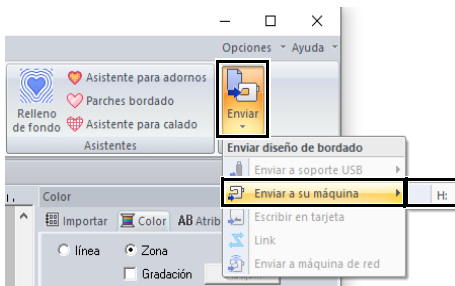 Opciones Ayuda
Relleno de fondo
Asistente para adornos
Parches bordado
Asistente para calado
Asistentes
Enviar
Enviar diseño de bordado
Enviar a soporte USB
Enviar a su máquina
H:
Escribir en tarjeta
Link
Enviar a máquina de red
Color
Importar Color AB Atrib
línea Zona
Gradación